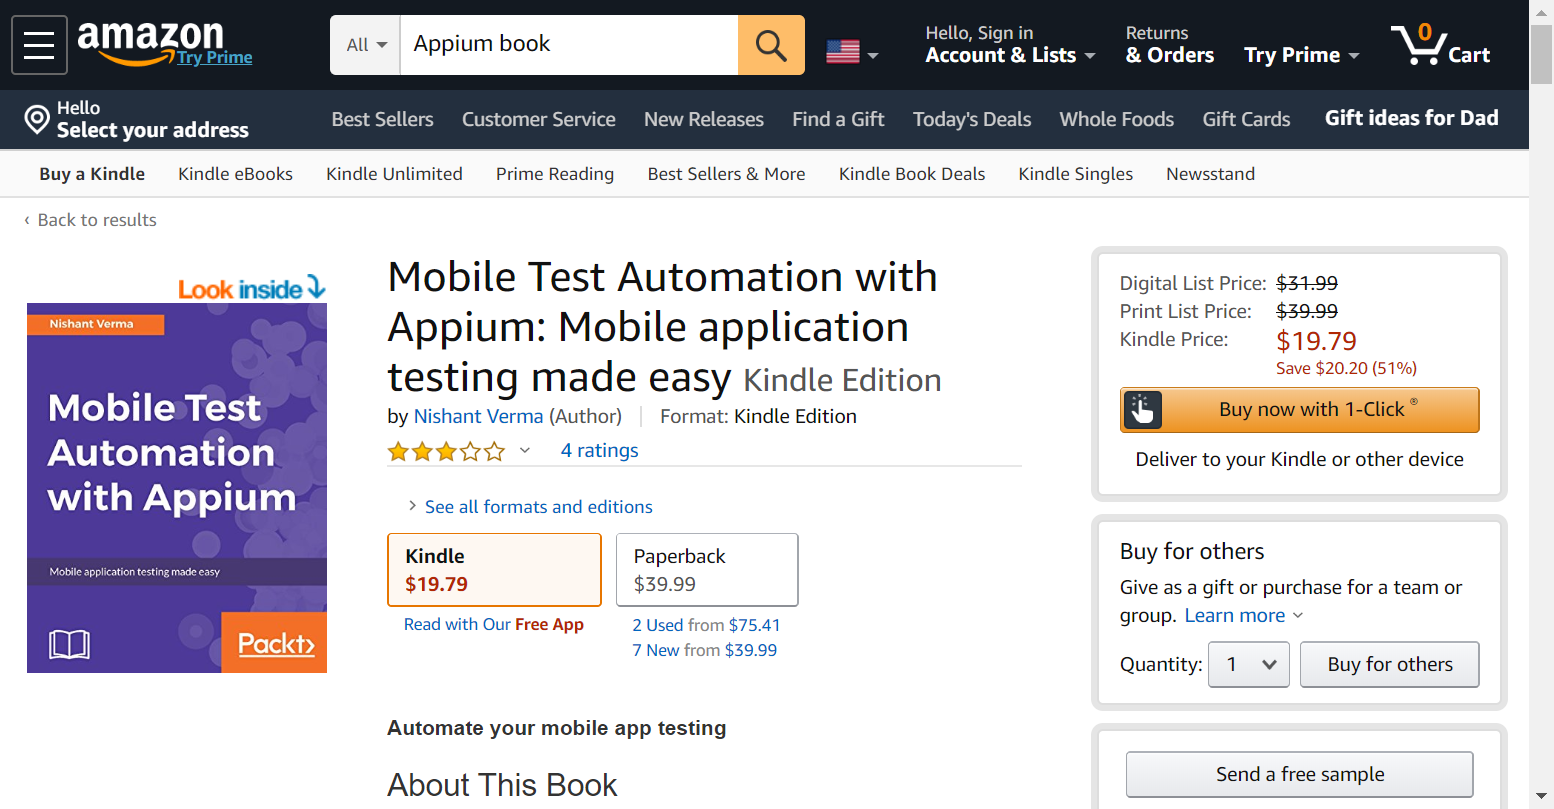 amazon
Try Prime
All
Appium book
Hello, Sign in
Account & Lists
Returns
& Orders
Try Prime
0
Cart
Hello
Select your address
Best Sellers
Customer Service
New Releases
Find a Gift
Today's Deals
Whole Foods
Gift Cards
Gift ideas for Dad
Buy a Kindle
Kindle eBooks
Kindle Unlimited
Prime Reading
Best Sellers & More
Kindle Book Deals
Kindle Singles
Newsstand
‹ Back to results
Look inside
Nishant Verma
Mobile Test
Automation
with Appium
Mobile application testing made easy
Packt>
Mobile Test Automation with
Appium: Mobile application
testing made easy Kindle Edition
by Nishant Verma (Author)
Format: Kindle Edition
4 ratings
See all formats and editions
Kindle
$19.79
Read with Our Free App
Paperback
$39.99
2 Used from $75.41
7 New from $39.99
Automate your mobile app testing
About This Book
Digital List Price: $31.99
Print List Price: $39.99
Kindle Price: $19.79
Save $20.20 (51%)
Buy now with 1-Click ®
Deliver to your Kindle or other device
Buy for others
Give as a gift or purchase for a team or
group. Learn more
Quantity: 1
Buy for others
Send a free sample